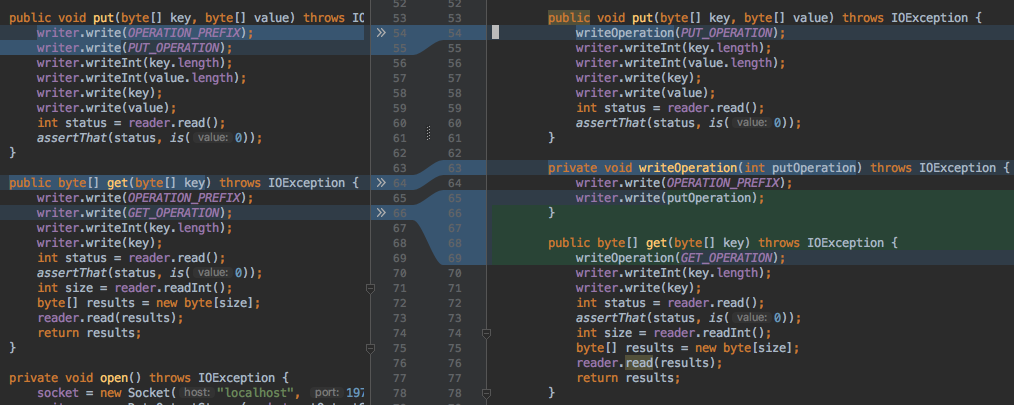 52 52
public void put(byte[] key, byte[] value) throws IO 53 53 public void put(byte[] key, byte[] value) throws IOException {
writer.write(OPERATION_PREFIX); » 54 54 writeOperation(PUT_OPERATION);
writer.write(PUT_OPERATION); 55 55 writer.writeInt(key.length);
writer.writeInt(key.length); 56 56 writer.writeInt(value.length);
writer.writeInt(value.length); 57 57 writer.write(key);
writer.write(key); 58 58 writer.write(value);
writer.write(value); 59 59 int status = reader.read();
int status = reader.read(); 60 60 assertThat(status, is( value: 0));
assertThat(status, is( value: 0)); 61 61 }
} 62 62
63 63 private void writeOperation(int putOperation) throws IOException {
public byte[] get(byte[] key) throws IOException { » 64 64 writer.write(OPERATION_PREFIX);
writer.write(OPERATION_PREFIX); 65 65 writer.write(putOperation);
writer.write(GET_OPERATION); » 66 66 }
writer.writeInt(key.length); 67 67
writer.write(key); 68 68 public byte[] get(byte[] key) throws IOException {
int status = reader.read(); 69 69 writeOperation(GET_OPERATION);
assertThat(status, is( value: 0)); 70 70 writer.writeInt(key.length);
int size = reader.readInt(); 71 71 writer.write(key);
byte[] results = new byte[size]; 72 72 int status = reader.read();
reader.read(results); 73 73 assertThat(status, is( value: 0));
return results; 74 74 int size = reader.readInt();
} 75 75 byte[] results = new byte[size];
76 76 reader.read(results);
private void open() throws IOException { 77 77 return results;
socket = new Socket( host: "localhost", port: 197 78 78 }